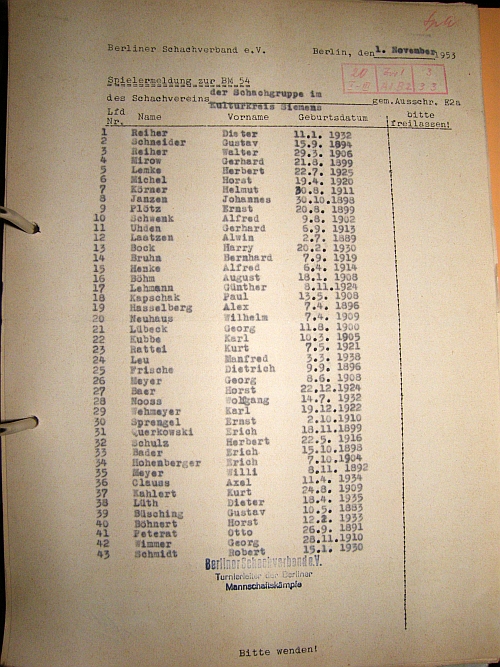 Berliner Schachverband e.V. Berlin, den 1. November 1953
Spielermeldung zur BM 54
des Schachvereins der Schachgruppe im gem.Ausschr. E2a
Kulturkreis Siemens
Lfd Nr. Name Vorname Geburtsdatum bitte freilassen!
1 Reiher Dieter 11.1. 1932
2 Schneider Gustav 15.9. 1894
3 Reiher Walter 29.3. 1906
4 Mirow Gerhard 21.8. 1899
5 Lemke Herbert 22.7. 1925
6 Michel Horst 19.4. 1920
7 Körner Helmut 30.8. 1911
8 Janzen Johannes 30.10.1898
9 Plötz Ernst 20.8. 1899
10 Schwenk Alfred 9.8. 1902
11 Uhden Gerhard 6.9. 1913
12 Laatzen Alwin 2.7. 1889
13 Bock Harry 20.2. 1930
14 Bruhn Bernhard 7.9. 1919
15 Henke Alfred 6.4. 1914
16 Böhm August 18.1. 1908
17 Lehmann Günther 8.11.1924
18 Kapschak Paul 13.5. 1908
19 Hasselberg Alex 7.4. 1896
20 Neuhaus Wilhelm 7.4. 1909
21 Lübeck Georg 11.8. 1900
22 Kubbe Karl 10.3. 1905
23 Rattei Kurt 7.5. 1921
24 Leu Manfred 3.3. 1938
25 Frische Dietrich 9.9. 1896
26 Meyer Georg 8.6. 1908
27 Baer Horst 22.12.1924
28 Nooss Wolfgang 14.7. 1932
29 Wehmeyer Karl 19.12.1922
30 Sprengel Ernst 2.10. 1910
31 Querkowski Erich 18.11.1899
32 Schulz Herbert 22.5. 1916
33 Bader Erich 15.10.1898
34 Hohenberger Erich 7.10. 1904
35 Meyer Willi 8.11. 1892
36 Clauss Axel 11.4. 1934
37 Kahlert Kurt 24.8. 1909
38 Lüth Dieter 18.4. 1935
39 Büsching Gustav 10.5. 1883
40 Böhnert Horst 12.2. 1933
41 Peterat Otto 26.9. 1891
42 Wimmer Georg 28.11.1910
43 Schmidt Robert 15.1. 1930
Berliner Schachverband e.V.
Turnierleiter der Berliner
Mannschaftskämpfe
Bitte wenden!